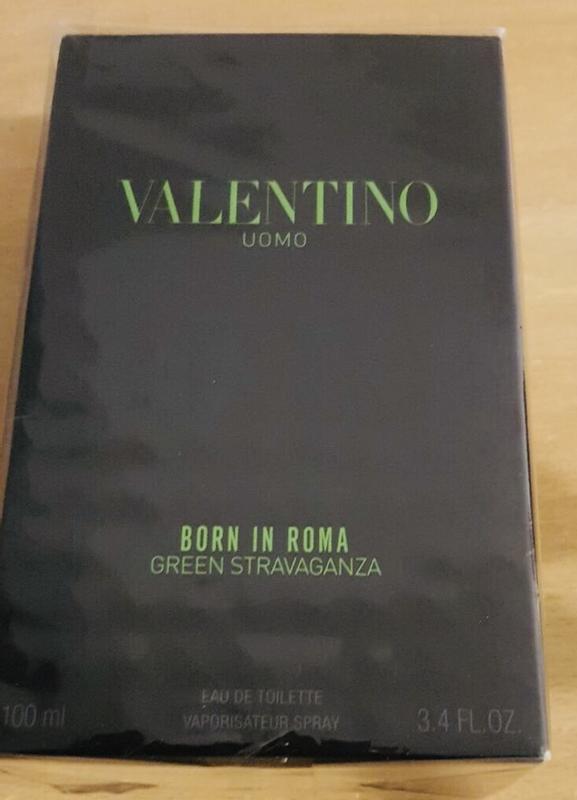 VALENTINO
UOMO
BORN IN ROMA
GREEN STRAVAGANZA
EAU DE TOILETTE
100 ml VAPORISATEUR SPRAY 3.4 FL.OZ.